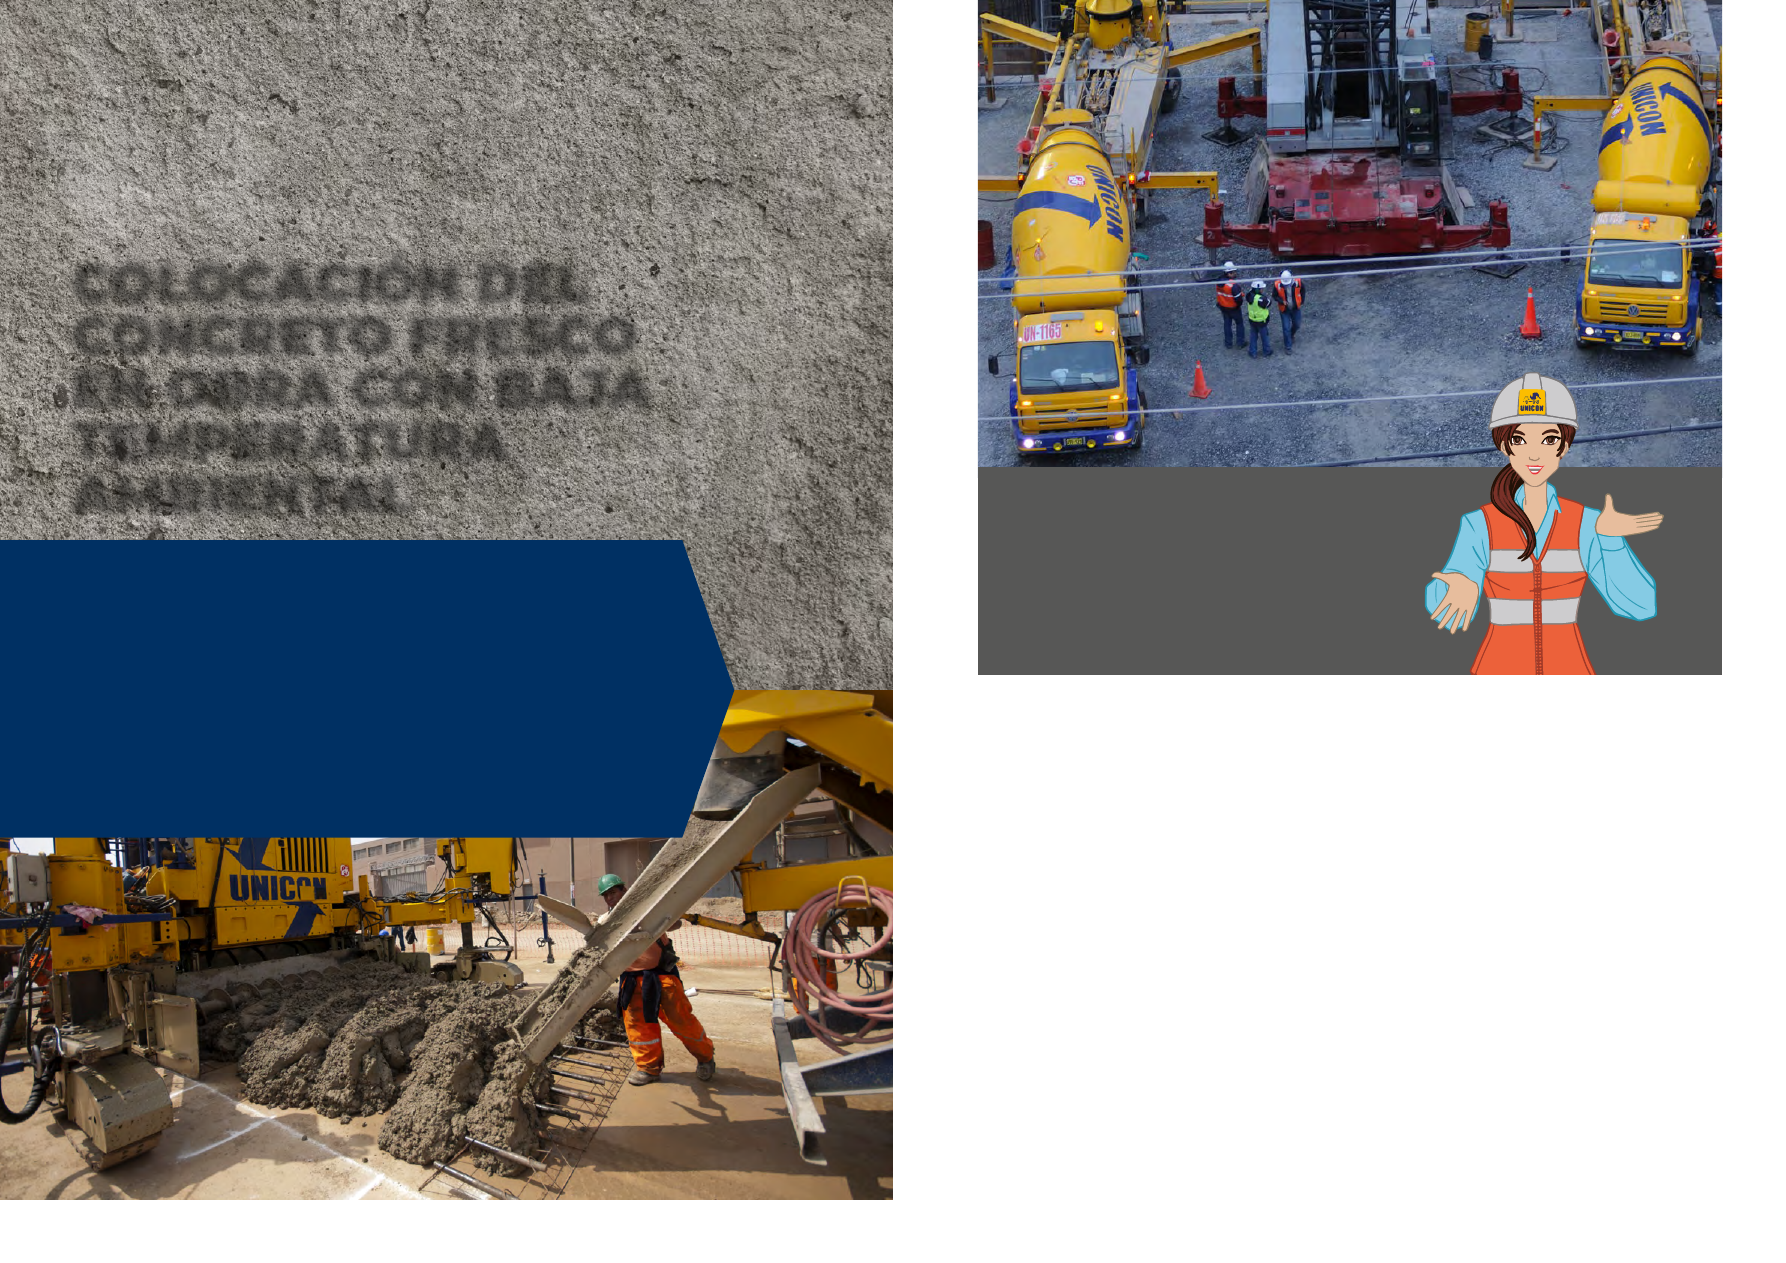 COLOCACIÓN DEL
CONCRETO FRESCO
EN OBRA CON BAJA
TEMPERATURA
AMBIENTAL
UNICON
UNICON
UNICON
UN-1165
UNICON